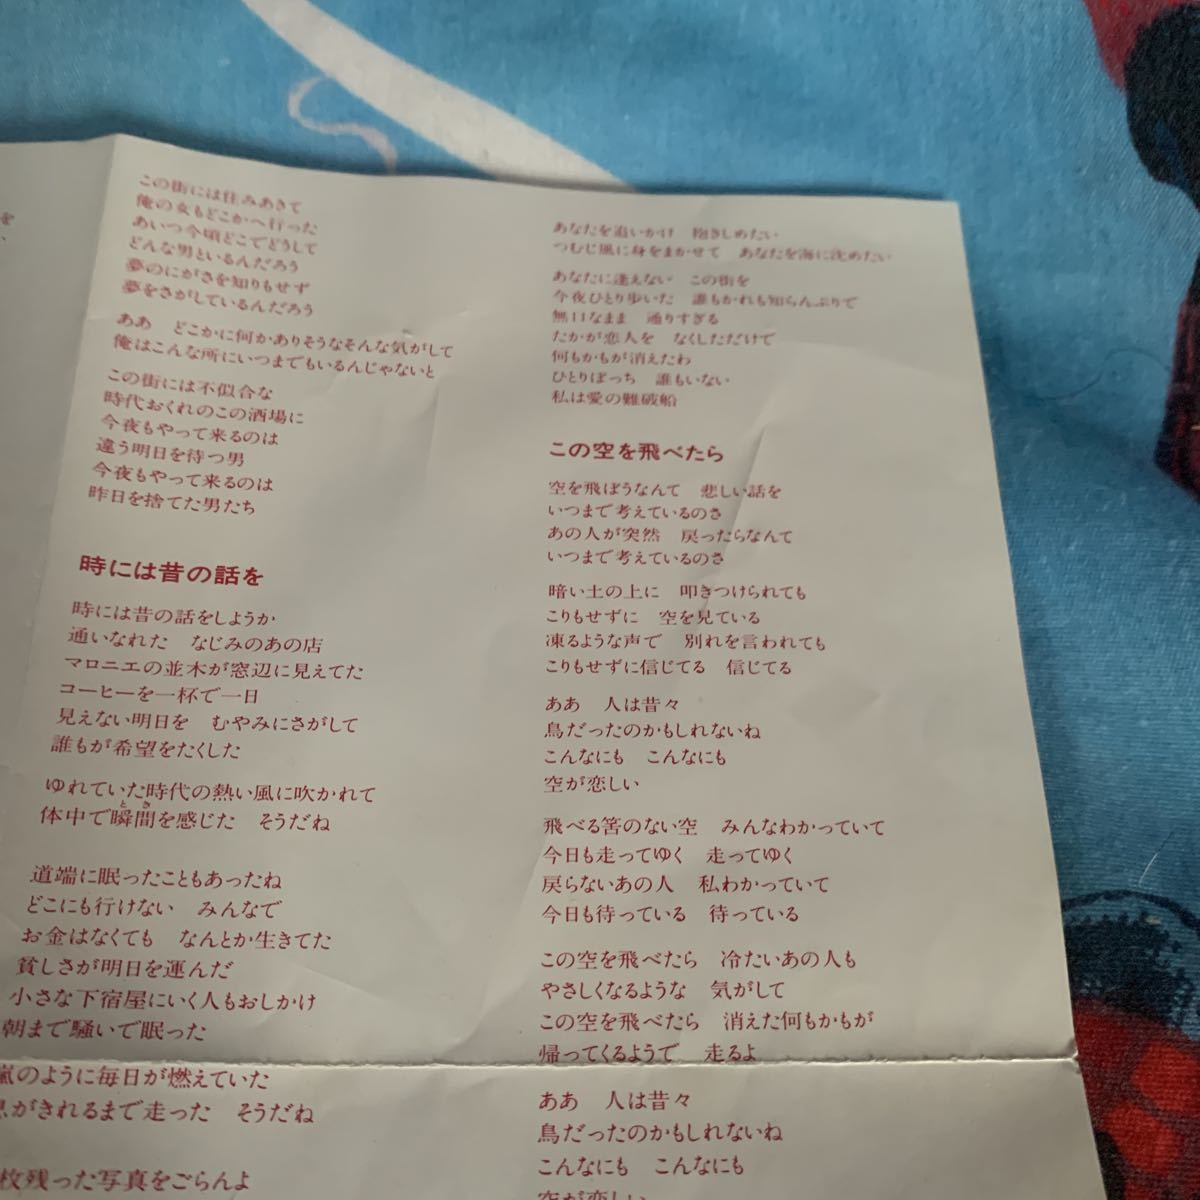 を
この街には住みあきて
俺の女もどこかへ行った
あいつ今頃どこでどうして
どんな男といるんだろう
夢のにがさを知りもせず
夢をさがしているんだろう
ああ　どこかに何かありそうなそんな気がして
俺はこんな所にいつまでもいるんじゃないと
この街には不似合な
時代おくれのこの酒場に
今夜もやって来るのは
違う明日を待つ男
今夜もやって来るのは
昨日を捨てた男たち
時には昔の話を
時には昔の話をしようか
通いなれた　なじみのあの店
マロニエの並木が窓辺に見えてた
コーヒーを一杯で一日
見えない明日を　むやみにさがして
誰もが希望をたくした
ゆれていた時代の熱い風に吹かれて
とき
体中で瞬間を感じた　そうだね
道端に眠ったこともあったね
どこにも行けない　みんなで
お金はなくても　なんとか生きてた
貧しさが明日を運んだ
小さな下宿屋にいく人もおしかけ
朝まで騒いで眠った
嵐のように毎日が燃えていた
息がきれるまで走った　そうだね
枚残った写真をごらんよ
あなたを追いかけ　抱きしめたい
つむじ風に身をまかせて　あなたを海に沈めたい
あなたに逢えない　この街を
今夜ひとり歩いた　誰もかれも知らんぷりで
無口なまま　通りすぎる
たかが恋人を　なくしただけで
何もかもが消えたわ
ひとりぼっち　誰もいない
私は愛の難破船
この空を飛べたら
空を飛ぼうなんて　悲しい話を
いつまで考えているのさ
あの人が突然　戻ったらなんて
いつまで考えているのさ
暗い土の上に　叩きつけられても
こりもせずに　空を見ている
凍るような声で　別れを言われても
こりもせずに信じてる　信じてる
ああ　人は昔々
鳥だったのかもしれないね
こんなにも　こんなにも
空が恋しい
飛べる筈のない空　みんなわかっていて
今日も走ってゆく　走ってゆく
戻らないあの人　私わかっていて
今日も待っている　待っている
この空を飛べたら　冷たいあの人も
やさしくなるような　気がして
この空を飛べたら　消えた何もかもが
帰ってくるようで　走るよ
ああ　人は昔々
鳥だったのかもしれないね
こんなにも　こんなにも
空が恋しい